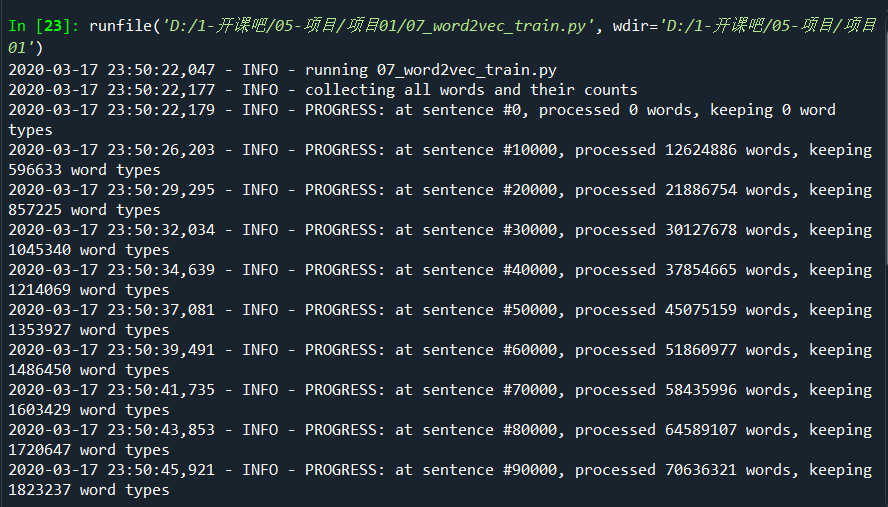 In [23]: runfile('D:/1-开课吧/05-项目/项目01/07_word2vec_train.py', wdir='D:/1-开课吧/05-项目/项目
01')
2020-03-17 23:50:22,047 - INFO - running 07_word2vec_train.py
2020-03-17 23:50:22,177 - INFO - collecting all words and their counts
2020-03-17 23:50:22,179 - INFO - PROGRESS: at sentence #0, processed 0 words, keeping 0 word
types
2020-03-17 23:50:26,203 - INFO - PROGRESS: at sentence #10000, processed 12624886 words, keeping
596633 word types
2020-03-17 23:50:29,295 - INFO - PROGRESS: at sentence #20000, processed 21886754 words, keeping
857225 word types
2020-03-17 23:50:32,034 - INFO - PROGRESS: at sentence #30000, processed 30127678 words, keeping
1045340 word types
2020-03-17 23:50:34,639 - INFO - PROGRESS: at sentence #40000, processed 37854665 words, keeping
1214069 word types
2020-03-17 23:50:37,081 - INFO - PROGRESS: at sentence #50000, processed 45075159 words, keeping
1353927 word types
2020-03-17 23:50:39,491 - INFO - PROGRESS: at sentence #60000, processed 51860977 words, keeping
1486450 word types
2020-03-17 23:50:41,735 - INFO - PROGRESS: at sentence #70000, processed 58435996 words, keeping
1603429 word types
2020-03-17 23:50:43,853 - INFO - PROGRESS: at sentence #80000, processed 64589107 words, keeping
1720647 word types
2020-03-17 23:50:45,921 - INFO - PROGRESS: at sentence #90000, processed 70636321 words, keeping
1823237 word types